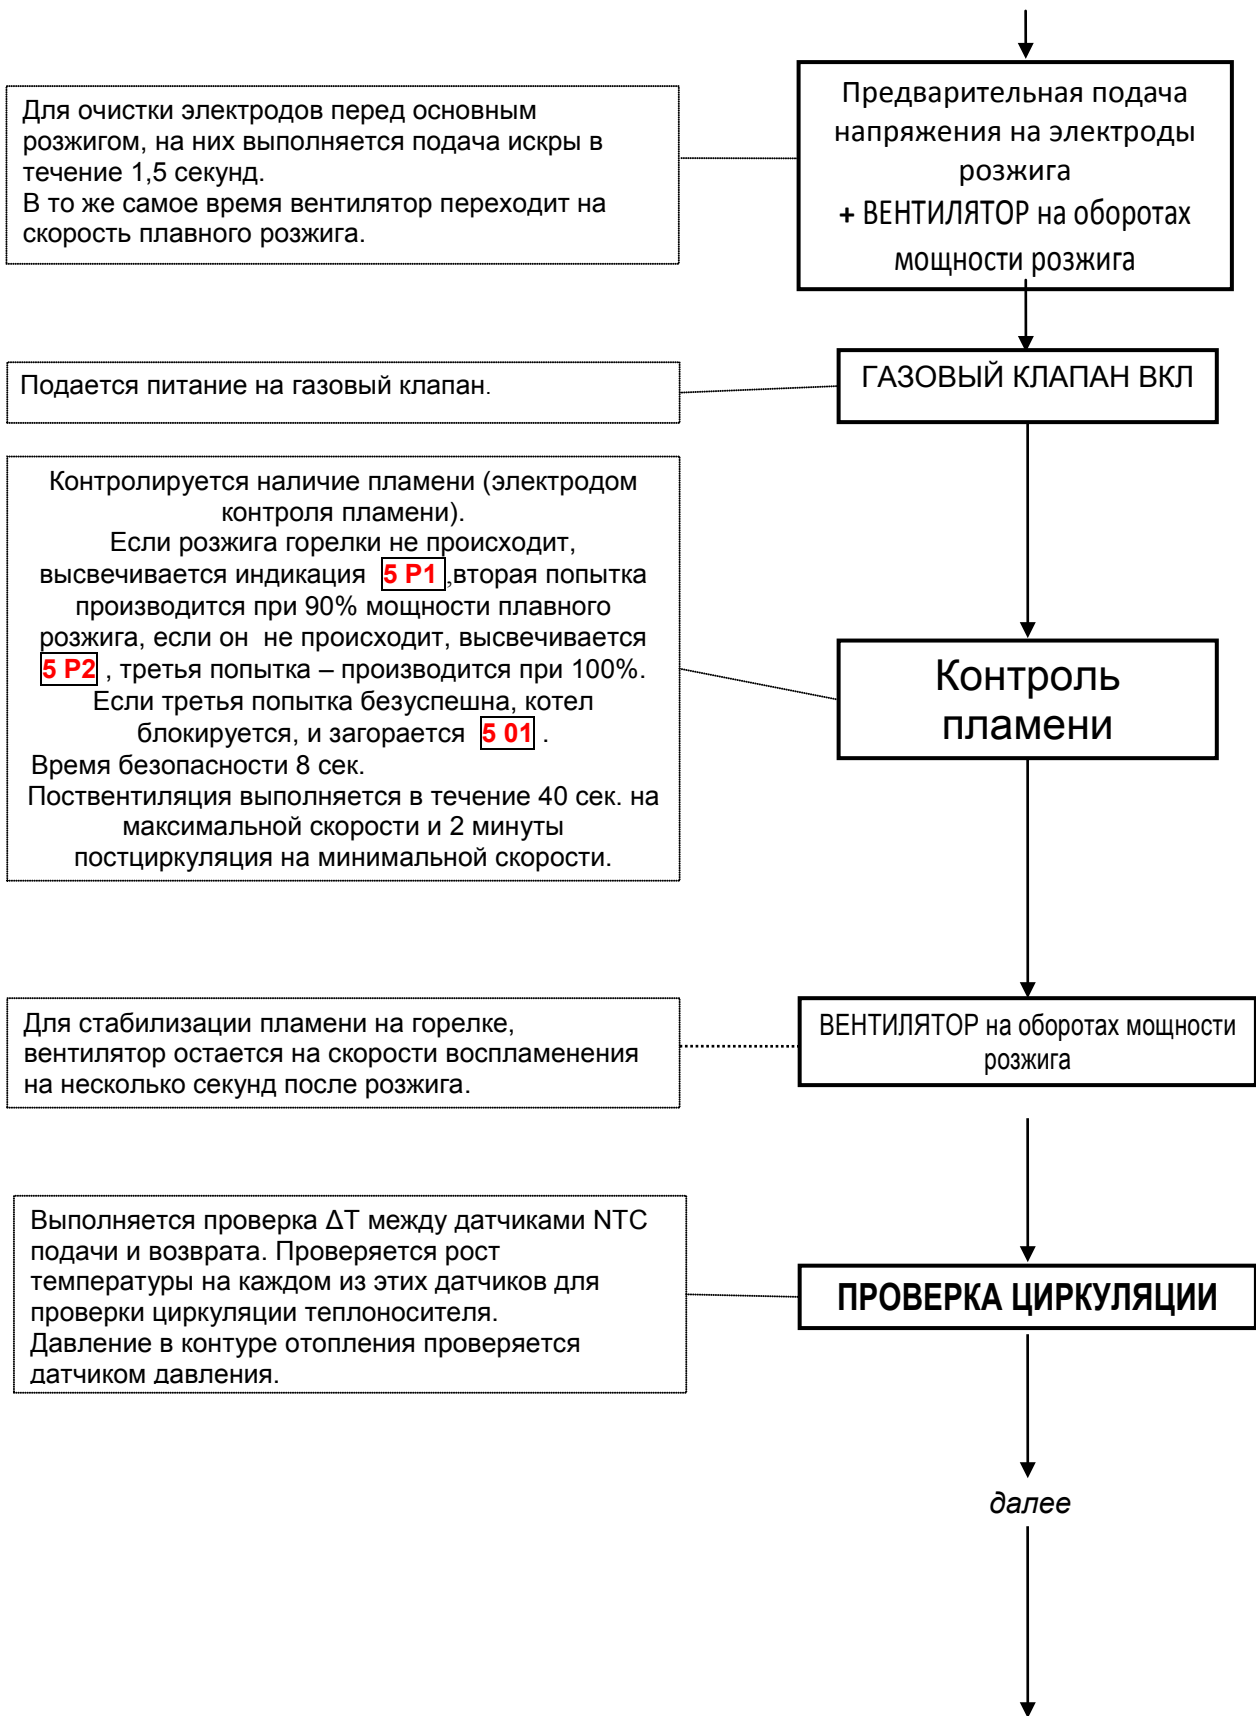 Для очистки электродов перед основным
розжигом, на них выполняется подача искры в
течение 1,5 секунд.
В то же самое время вентилятор переходит на
скорость плавного розжига.
Предварительная подача
напряжения на электроды
розжига
+ ВЕНТИЛЯТОР на оборотах
мощности розжига
Подается питание на газовый клапан.
ГАЗОВЫЙ КЛАПАН ВКЛ
Контролируется наличие пламени (электродом
контроля пламени).
Если розжига горелки не происходит,
высвечивается индикация 5 P1 ,вторая попытка
производится при 90% мощности плавного
розжига, если он не происходит, высвечивается
5 P2 , третья попытка – производится при 100%.
Если третья попытка безуспешна, котел
блокируется, и загорается 5 01 .
Время безопасности 8 сек.
Поствентиляция выполняется в течение 40 сек. на
максимальной скорости и 2 минуты
постциркуляция на минимальной скорости.
Контроль
пламени
Для стабилизации пламени на горелке,
вентилятор остается на скорости воспламенения
на несколько секунд после розжига.
ВЕНТИЛЯТОР на оборотах мощности
розжига
Выполняется проверка ΔT между датчиками NTC
подачи и возврата. Проверяется рост
температуры на каждом из этих датчиков для
проверки циркуляции теплоносителя.
Давление в контуре отопления проверяется
датчиком давления.
ПРОВЕРКА ЦИРКУЛЯЦИИ
далее